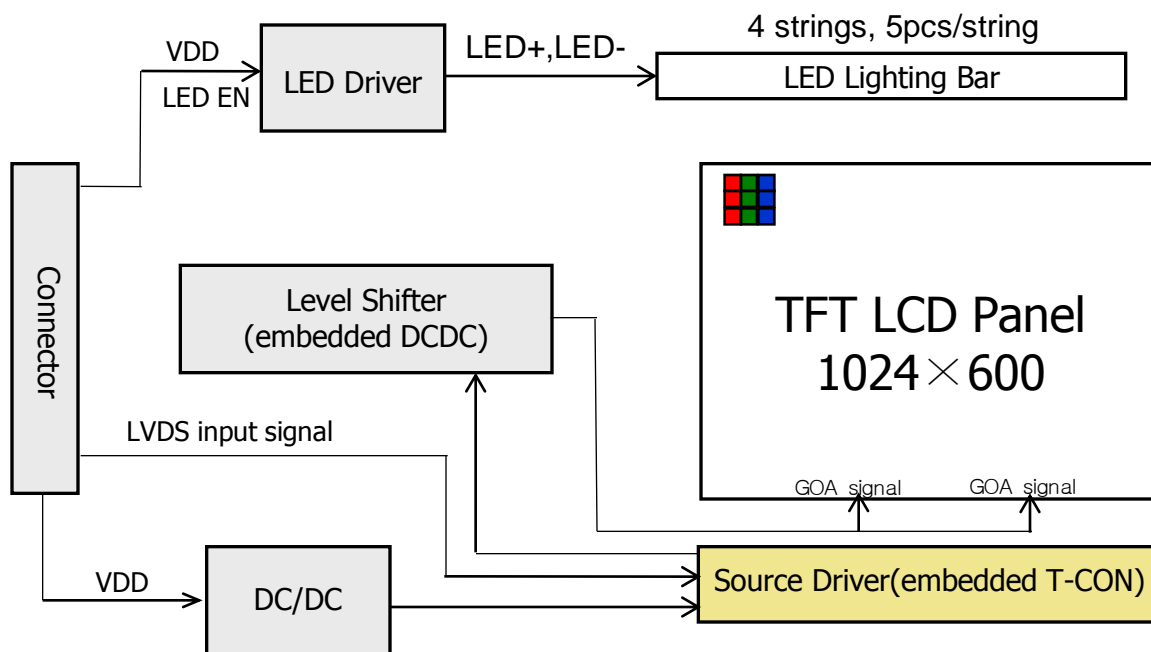 4 strings, 5pcs/string
VDD
LED EN
LED Driver
LED+,LED-
LED Lighting Bar
Connector
Level Shifter
(embedded DCDC)
TFT LCD Panel
1024×600
LVDS input signal
GOA signal
GOA signal
VDD
DC/DC
Source Driver(embedded T-CON)